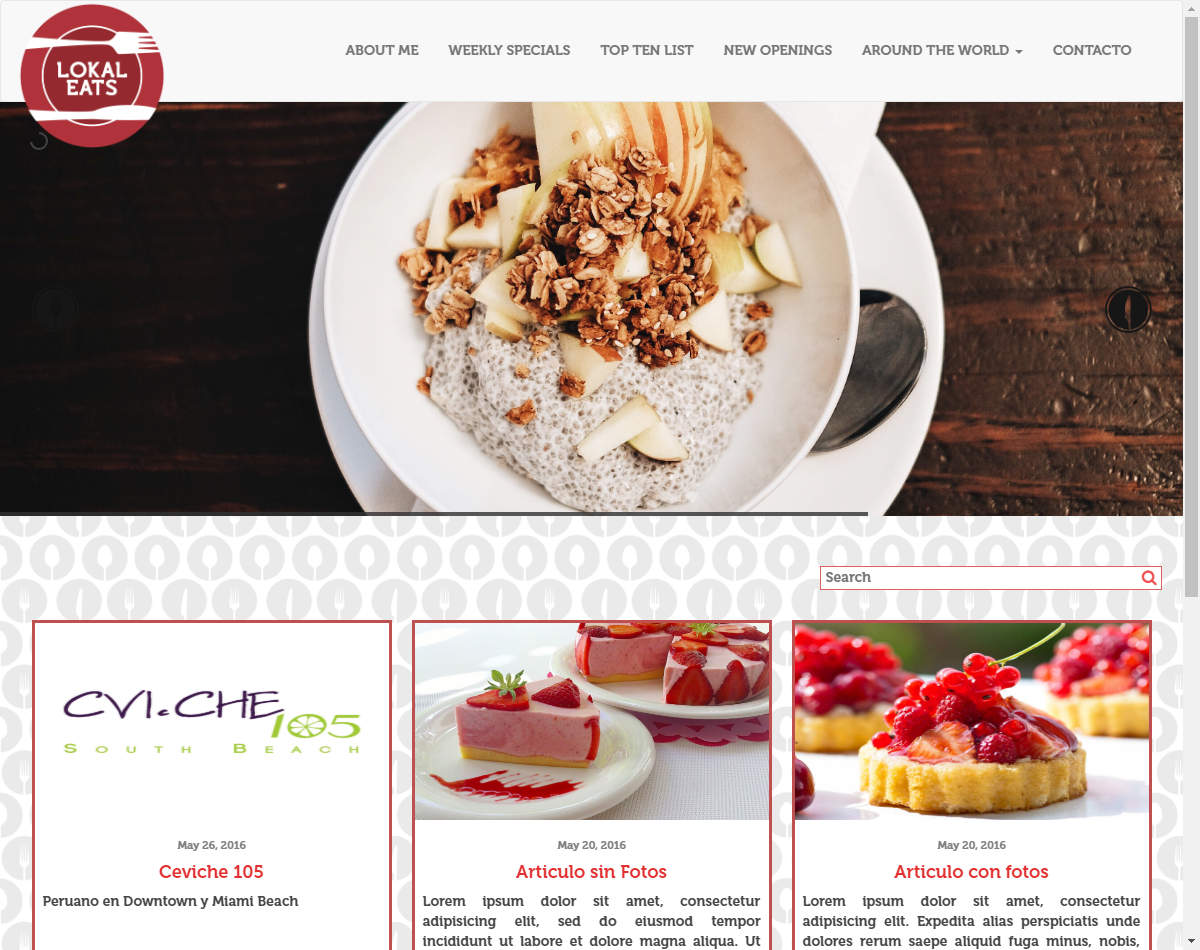 LOKAL
EATS
ABOUT ME WEEKLY SPECIALS TOP TEN LIST NEW OPENINGS AROUND THE WORLD CONTACTO
Search
CVI.CHE
105
SOUTH BEACH
May 26, 2016
Ceviche 105
Peruano en Downtown y Miami Beach
May 20, 2016
Articulo sin Fotos
Lorem ipsum dolor sit amet, consectetur
adipisicing elit, sed do eiusmod tempor
incididunt ut labore et dolore magna aliqua. Ut
May 20, 2016
Articulo con fotos
Lorem ipsum dolor sit amet, consectetur
adipisicing elit. Expedita alias perspiciatis unde
dolores rerum saepe aliquid fuga minus, nobis,